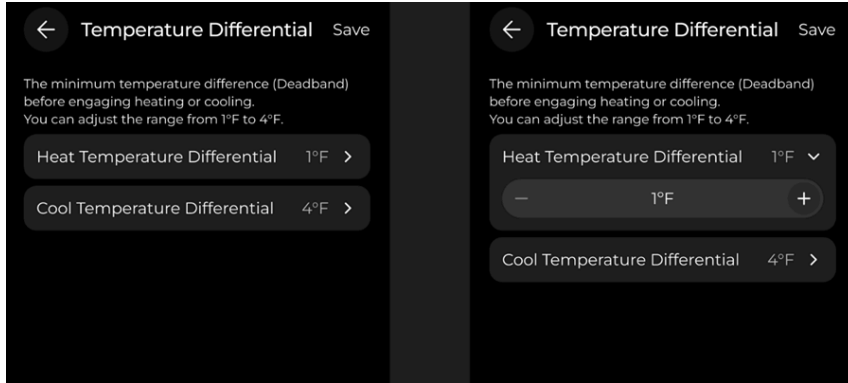 Temperature Differential Save
The minimum temperature difference (Deadband)
before engaging heating or cooling.
You can adjust the range from 1°F to 4°F.
Heat Temperature Differential 1°F >
Cool Temperature Differential 4°F >
Temperature Differential Save
The minimum temperature difference (Deadband)
before engaging heating or cooling.
You can adjust the range from 1°F to 4°F.
Heat Temperature Differential 1°F
− 1°F +
Cool Temperature Differential 4°F >